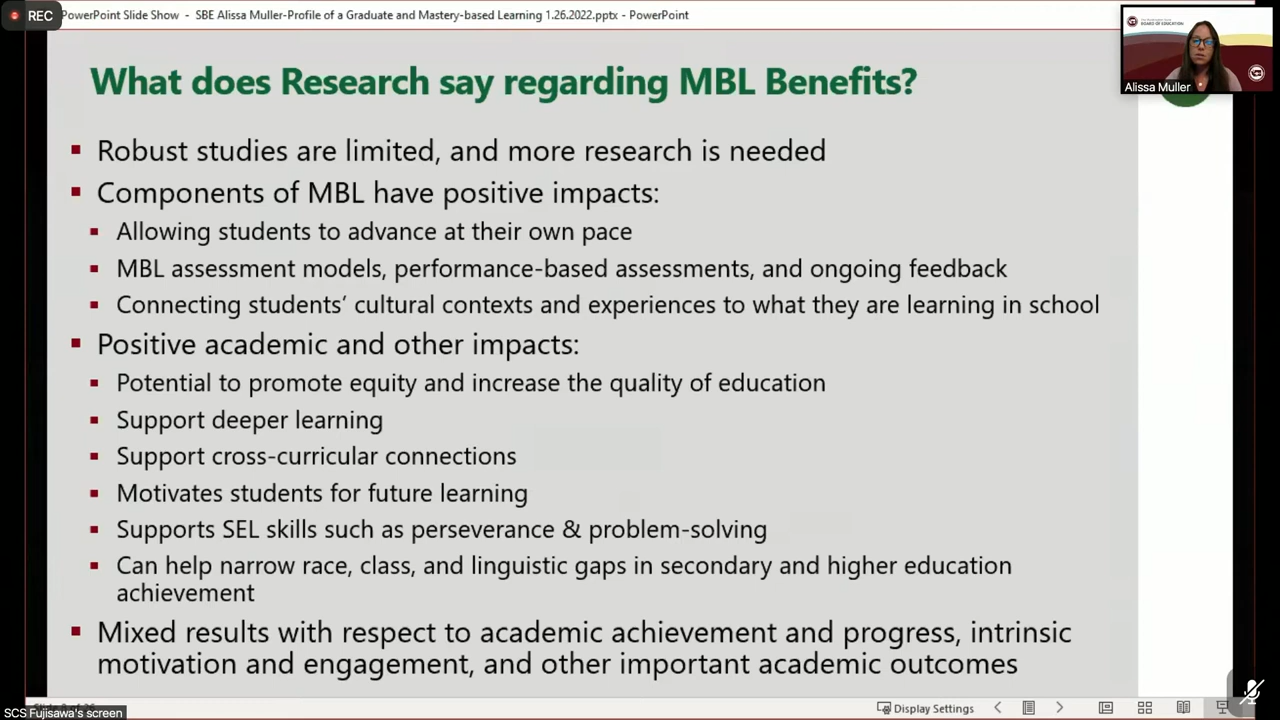 REC
PowerPoint Slide Show - SBE Alissa Muller-Profile of a Graduate and Mastery-based Learning 1.26.2022.pptx - PowerPoint
BOARD OF EDUCATION
Alissa Muller
What does Research say regarding MBL Benefits?
Robust studies are limited, and more research is needed
Components of MBL have positive impacts:
Allowing students to advance at their own pace
MBL assessment models, performance-based assessments, and ongoing feedback
Connecting students’ cultural contexts and experiences to what they are learning in school
Positive academic and other impacts:
Potential to promote equity and increase the quality of education
Support deeper learning
Support cross-curricular connections
Motivates students for future learning
Supports SEL skills such as perseverance & problem-solving
Can help narrow race, class, and linguistic gaps in secondary and higher education
achievement
Mixed results with respect to academic achievement and progress, intrinsic
motivation and engagement, and other important academic outcomes
Display Settings
SCS Fujisawa's screen